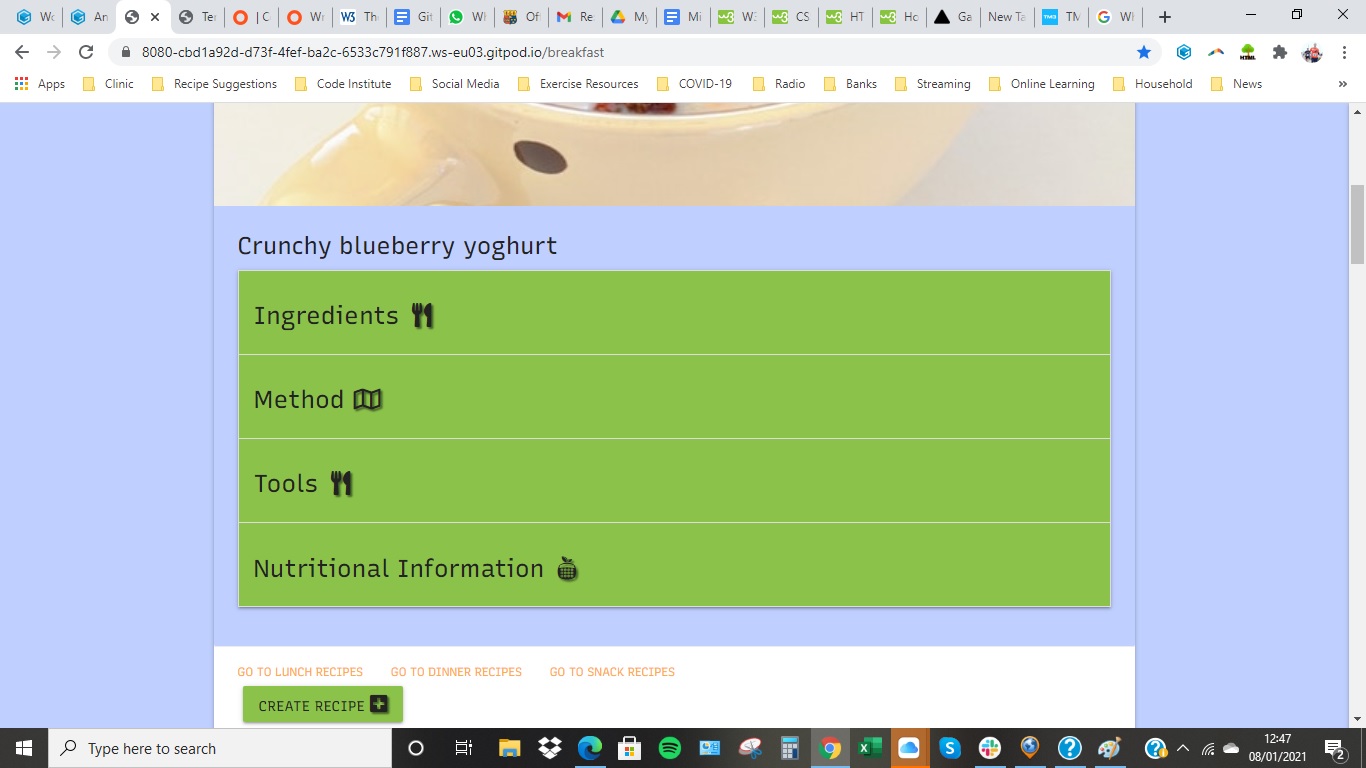 Wo
An
Ter
| C
Wr
The
Git
Wh
Of
Re
My
Mi
W3
CS
HT
Ho
Ga
New Ta
TM
Wh
8080-cbd1a92d-d73f-4fef-ba2c-6533c791f887.ws-eu03.gitpod.io/breakfast
Apps
Clinic
Recipe Suggestions
Code Institute
Social Media
Exercise Resources
COVID-19
Radio
Banks
Streaming
Online Learning
Household
News
»
Crunchy blueberry yoghurt
Ingredients
Method
Tools
Nutritional Information
GO TO LUNCH RECIPES GO TO DINNER RECIPES GO TO SNACK RECIPES
CREATE RECIPE
Type here to search
12:47
08/01/2021
2